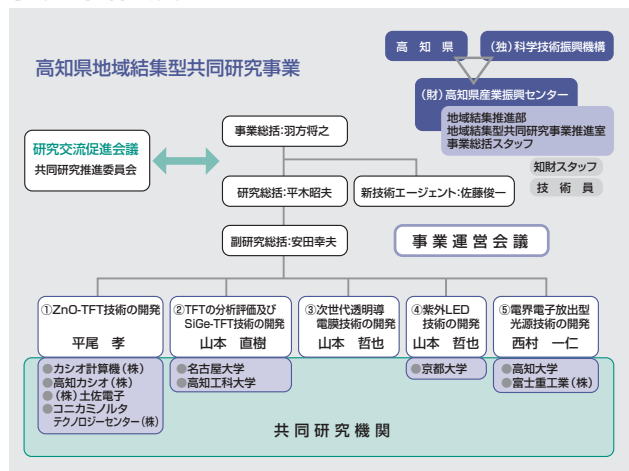 高知県
(独)科学技術振興機構
高知県地域結集型共同研究事業
(財)高知県産業振興センター
地域結集推進部
地域結集型共同研究事業推進室
事業総括スタッフ
知財スタッフ
技術員
事業総括:羽方将之
研究交流促進会議
共同研究推進委員会
研究総括:平木昭夫
新技術エージェント:佐藤俊一
副研究総括:安田幸夫
事業運営会議
①ZnO-TFT技術の開発
平尾 孝
●カシオ計算機(株)
●高知カシオ(株)
●(株)土佐電子
●コニカミノルタ
テクノロジーセンター(株)
②TFTの分析評価及び
SiGe-TFT技術の開発
山本 直樹
●名古屋大学
●高知工科大学
③次世代透明導
電膜技術の開発
山本 哲也
④紫外LED
技術の開発
山本 哲也
●京都大学
⑤電界電子放出型
光源技術の開発
西村 一仁
●高知大学
●富士重工業(株)
共同研究機関